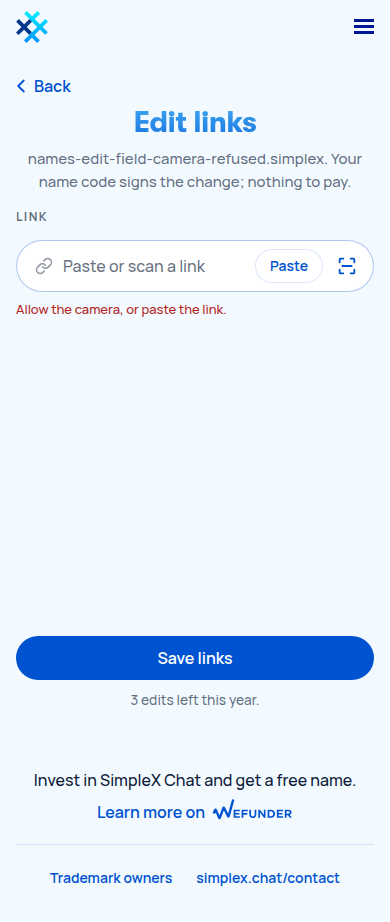 Back
Edit links
names-edit-field-camera-refused.simplex. Your
name code signs the change; nothing to pay.
LINK
Paste or scan a link
Paste
Allow the camera, or paste the link.
Save links
3 edits left this year.
Invest in SimpleX Chat and get a free name.
Learn more on WEFUNDER
Trademark owners
simplex.chat/contact